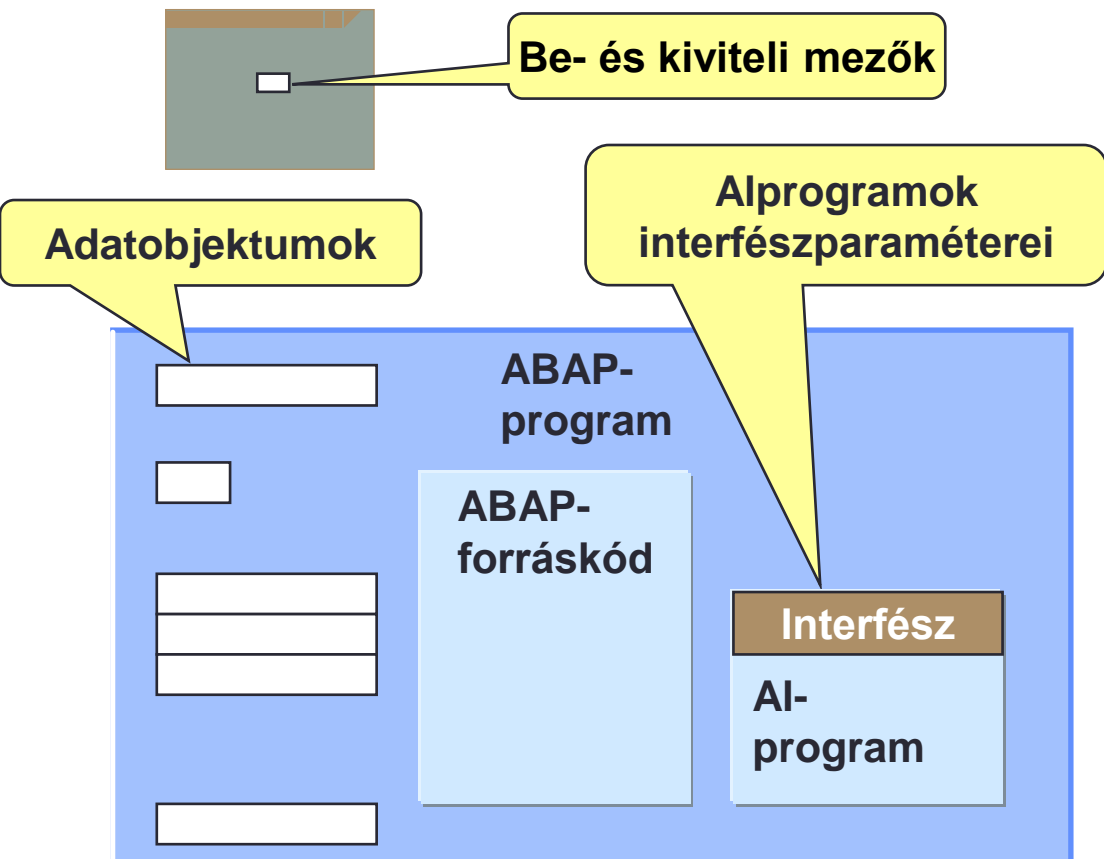 Be- és kiviteli mezők
Alprogramok
interfészparaméterei
Adatobjektumok
ABAP-
program
ABAP-
forráskód
Interfész
Al-
program